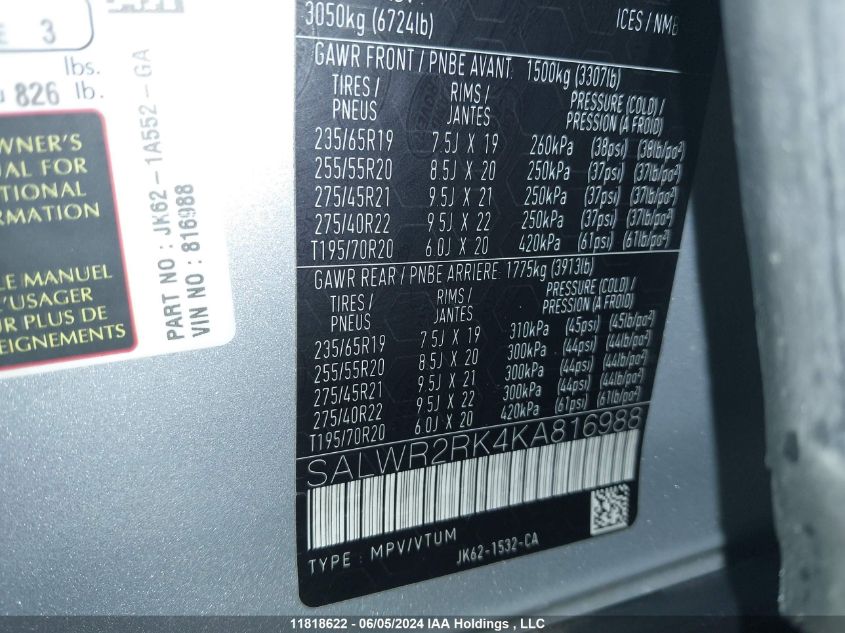 E 3
lbs.
826 lb.
WNER'S
UAL FOR
TIONAL
RMATION
LE MANUEL
L'USAGER
UR PLUS DE
EIGNEMENTS
PART NO : JK62-1A552-GA
VIN NO : 816988
3050kg (6724lb)
ICES / NMB
GAWR FRONT / PNBE AVANT: 1500kg (3307lb)
TIRES / RIMS / PRESSURE (COLD) /
PNEUS JANTES PRESSION (A FROID)
235/65R19 7.5J X 19 260kPa (38psi) (38lb/po²)
255/55R20 8.5J X 20 250kPa (37psi) (37lb/po²)
275/45R21 9.5J X 21 250kPa (37psi) (37lb/po²)
275/40R22 9.5J X 22 250kPa (37psi) (37lb/po²)
T195/70R20 6.0J X 20 420kPa (61psi) (61lb/po²)
GAWR REAR / PNBE ARRIERE: 1775kg (3913lb)
TIRES / RIMS / PRESSURE (COLD) /
PNEUS JANTES PRESSION (A FROID)
235/65R19 7.5J X 19 310kPa (45psi) (45lb/po²)
255/55R20 8.5J X 20 300kPa (44psi) (44lb/po²)
275/45R21 9.5J X 21 300kPa (44psi) (44lb/po²)
275/40R22 9.5J X 22 300kPa (44psi) (44lb/po²)
T195/70R20 6.0J X 20 420kPa (61psi) (61lb/po²)
SALWR2RK4KA816988
TYPE : MPV/VTUM
JK62-1532-CA
11818622 - 06/05/2024 IAA Holdings , LLC